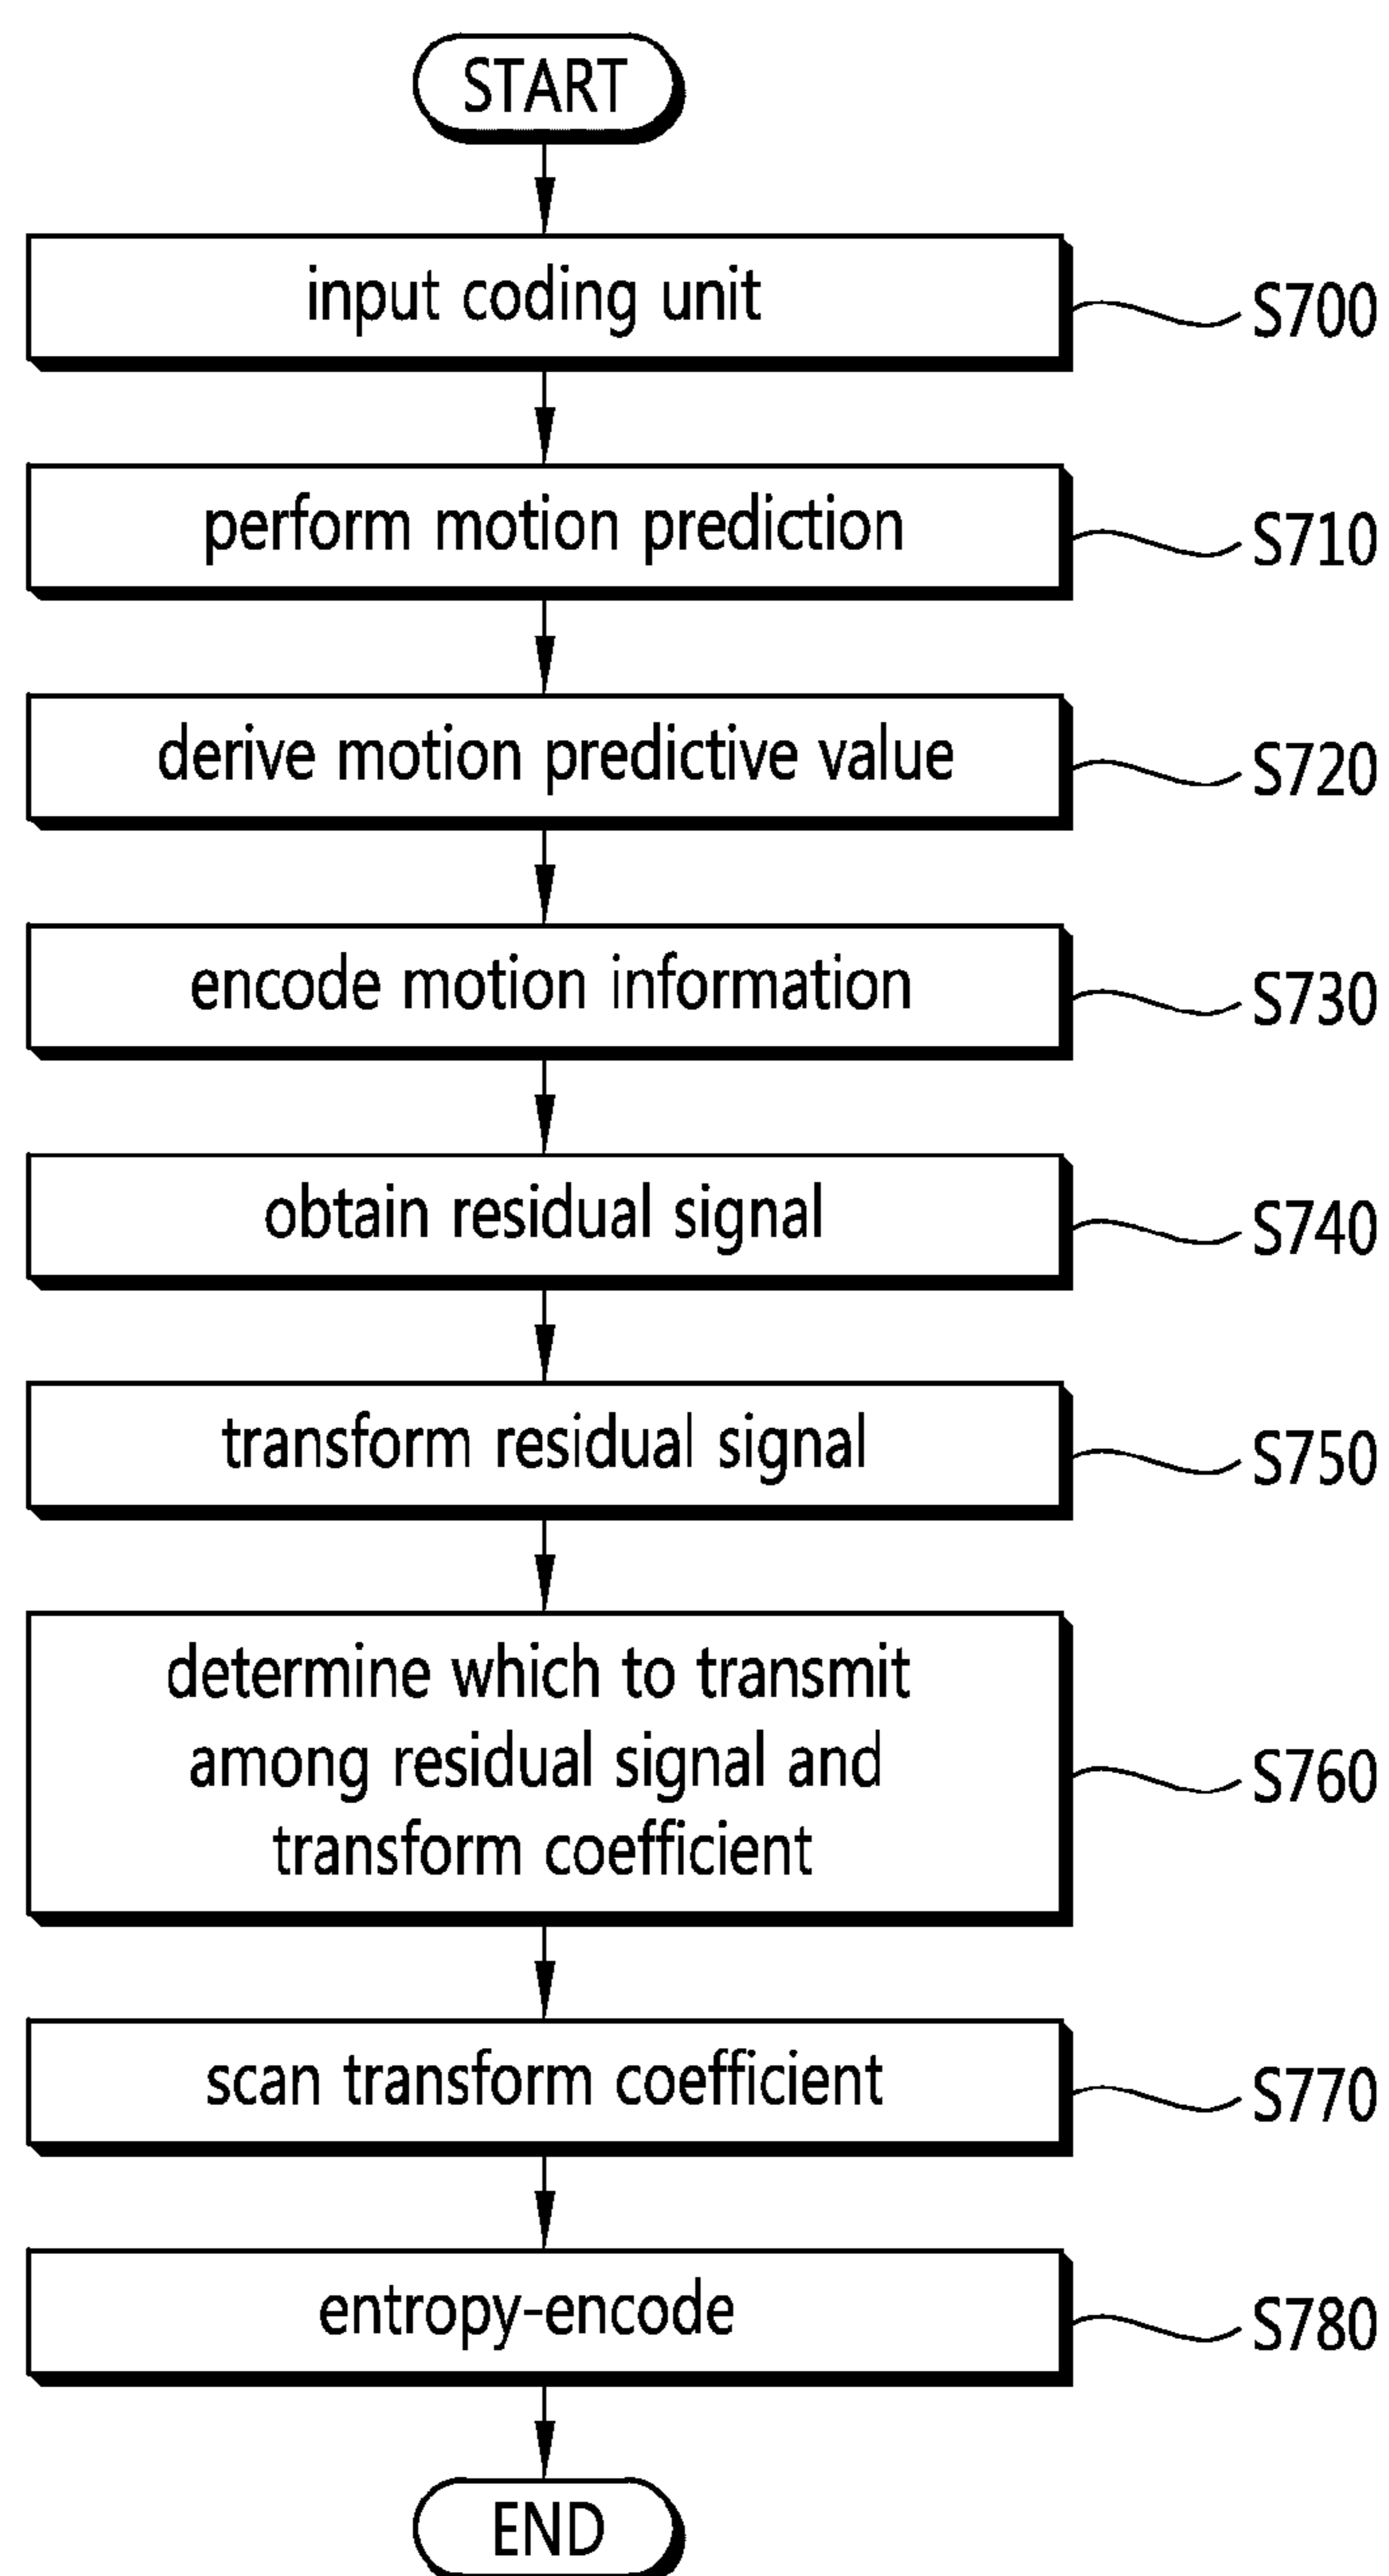 START
input coding unit
S700
perform motion prediction
S710
derive motion predictive value
S720
encode motion information
S730
obtain residual signal
S740
transform residual signal
S750
determine which to transmit
among residual signal and
transform coefficient
S760
scan transform coefficient
S770
entropy-encode
S780
END